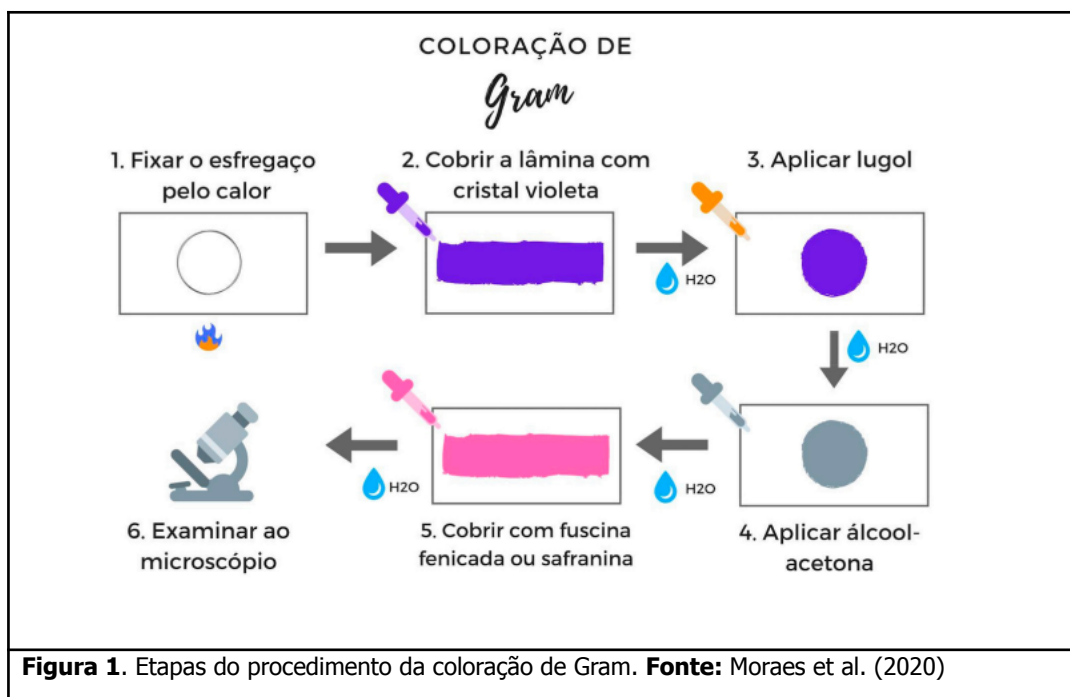 COLORAÇÃO DE
Gram
1. Fixar o esfregaço
pelo calor
2. Cobrir a lâmina com
cristal violeta
3. Aplicar lugol
H2O
H2O
4. Aplicar álcool-
acetona
H2O
5. Cobrir com fuscina
fenicada ou safranina
H2O
6. Examinar ao
microscópio
Figura 1. Etapas do procedimento da coloração de Gram. Fonte: Moraes et al. (2020)